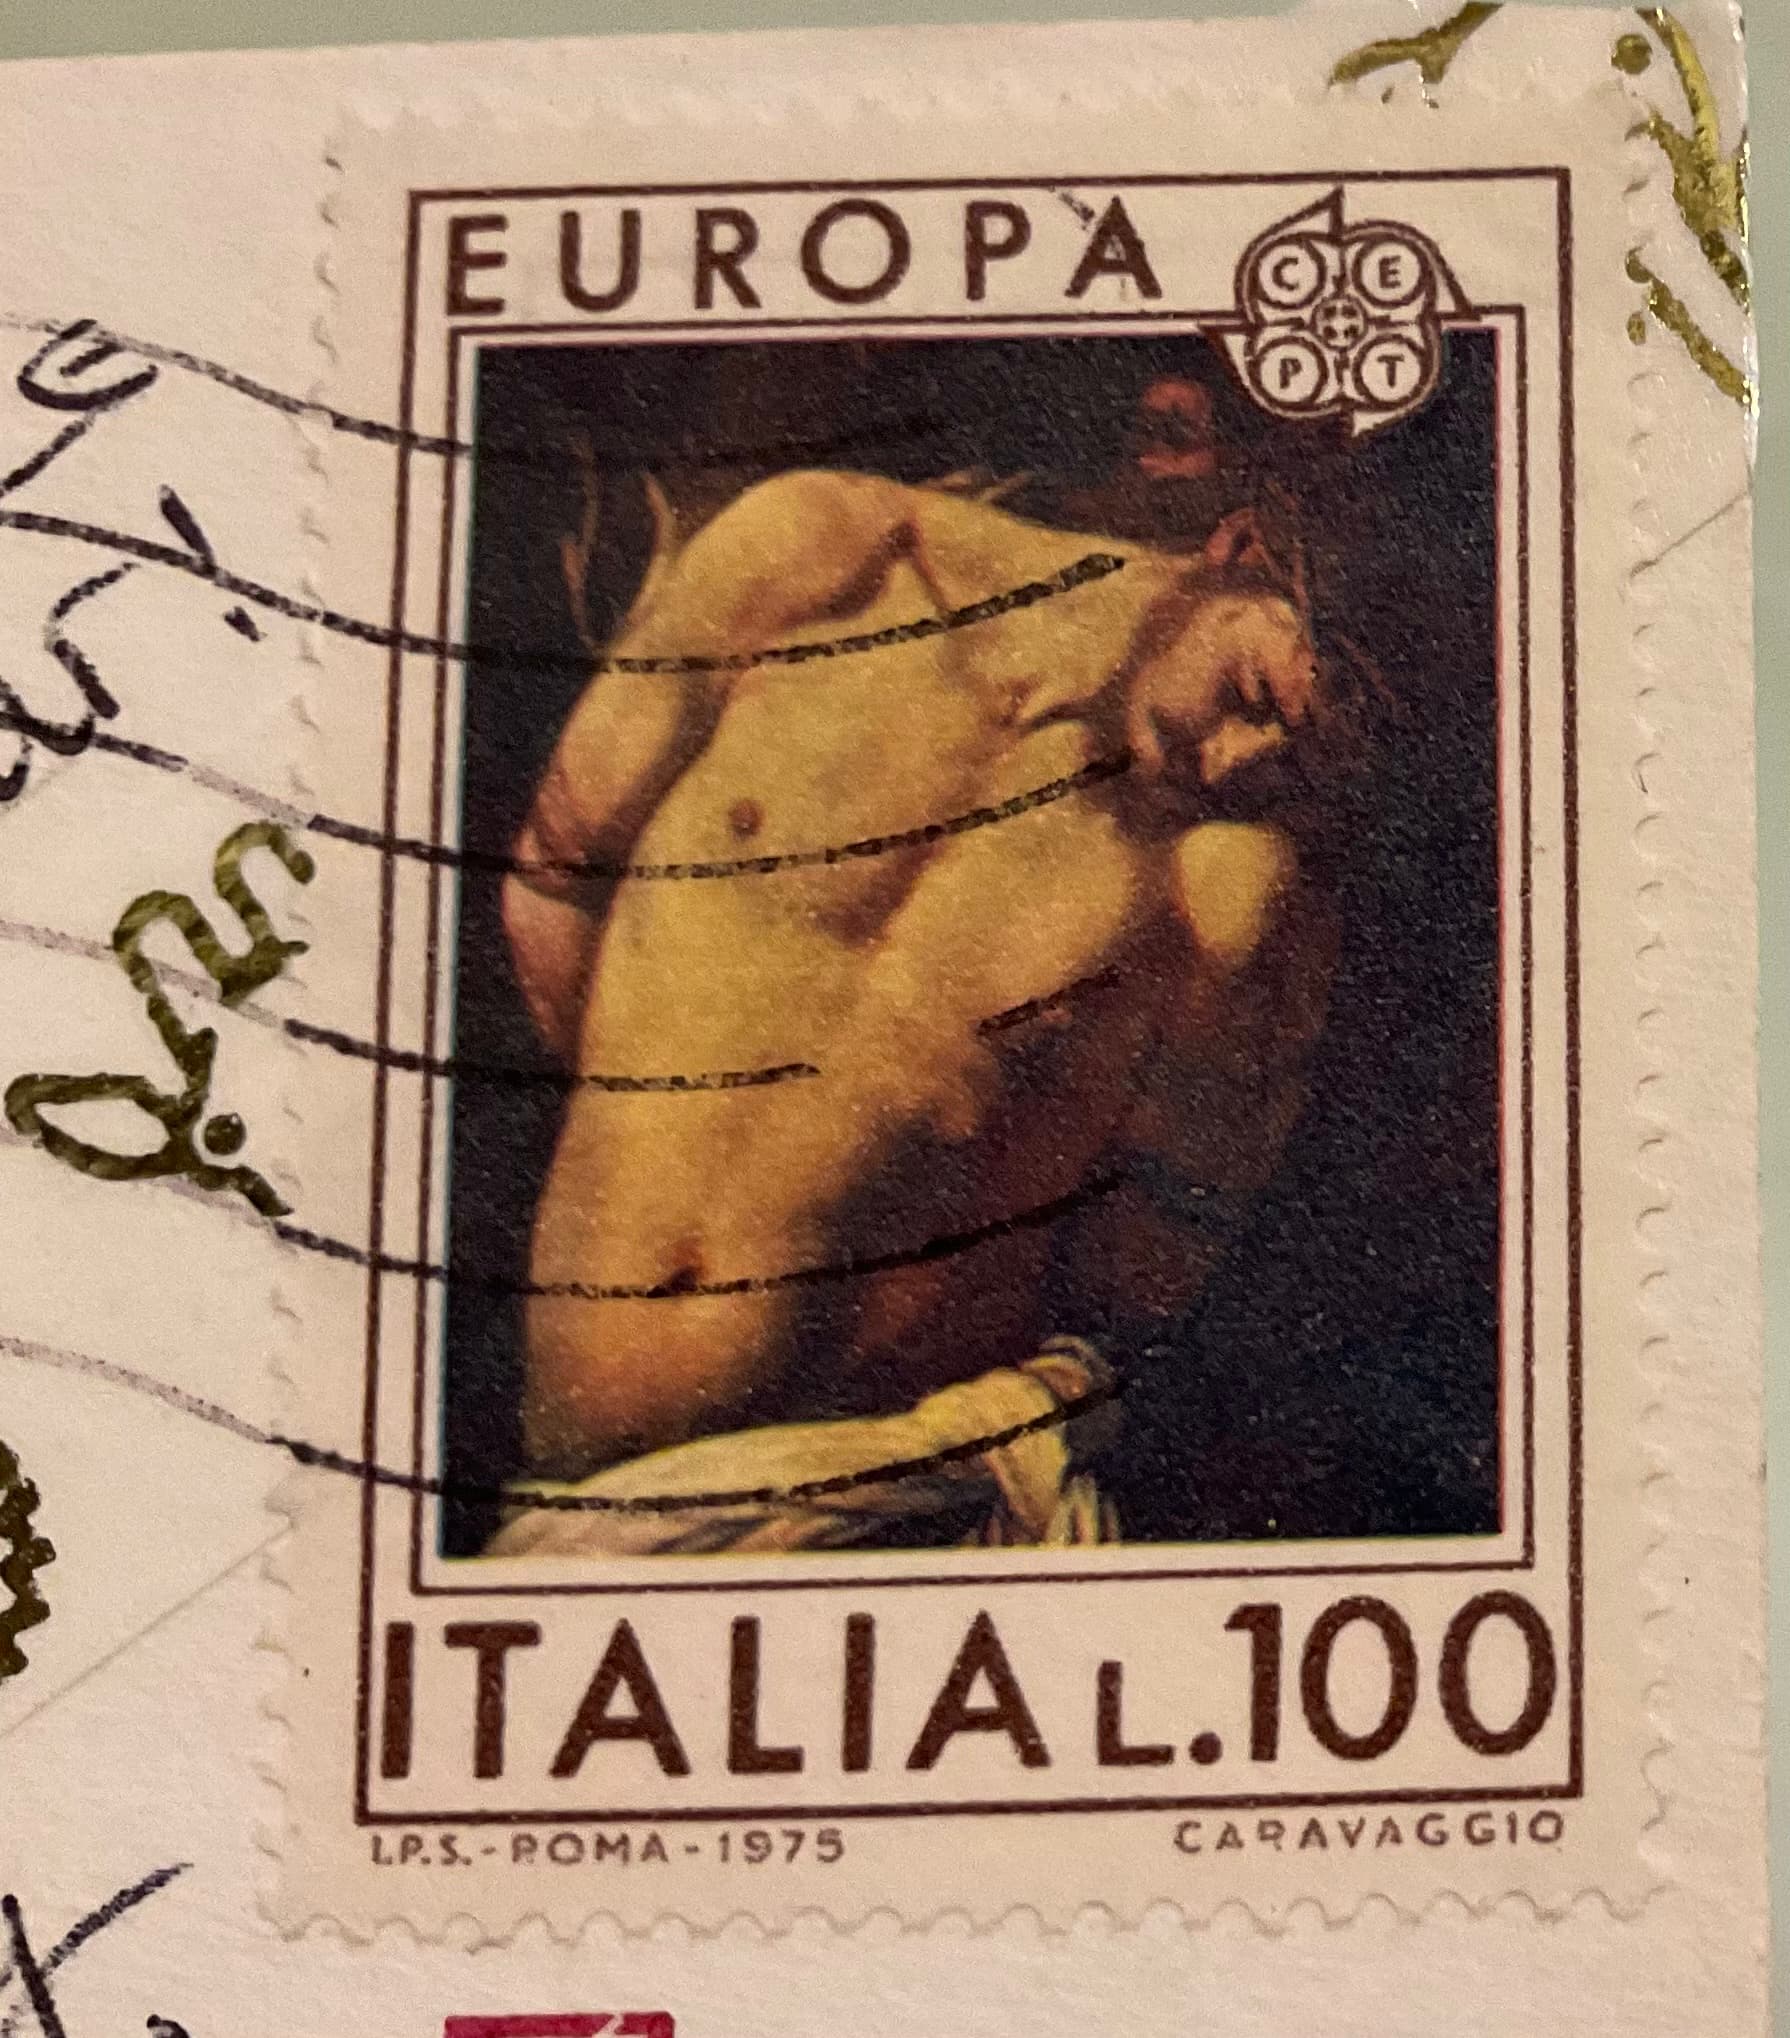 EUROPA
C E
P T
ITALIA L.100
I.P.S.-ROMA-1975 CARAVAGGIO